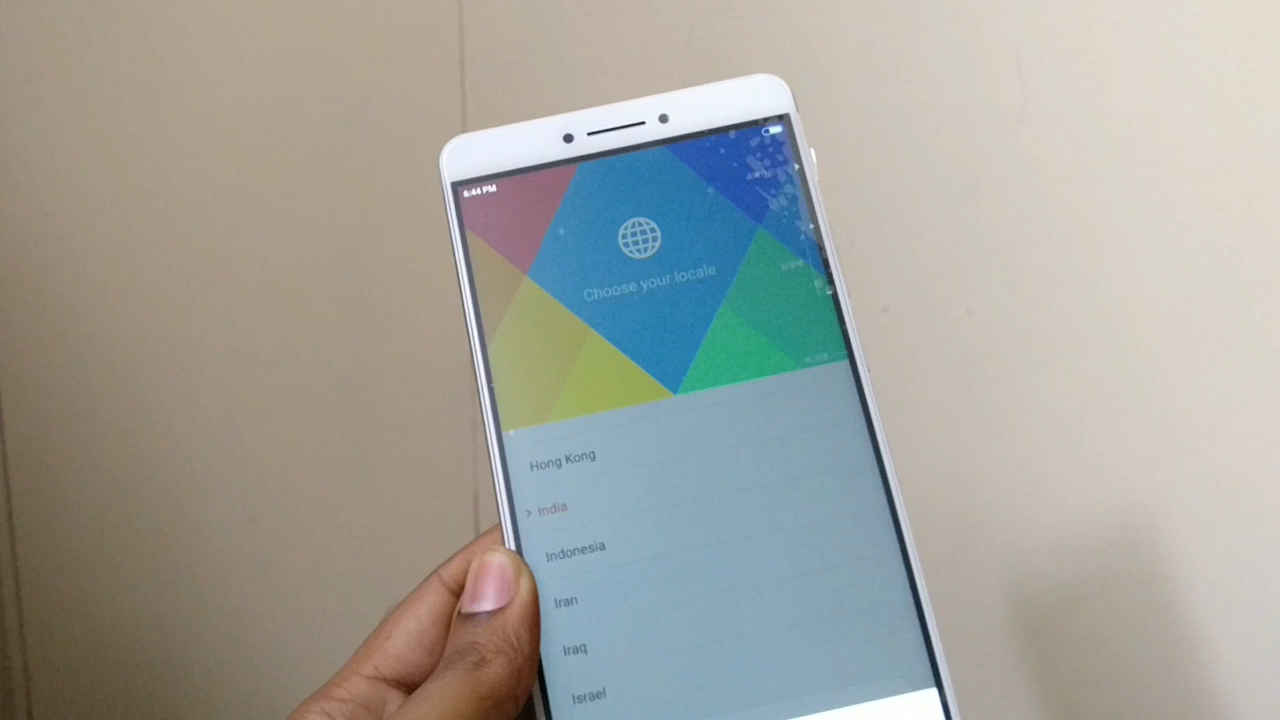 6:44 PM
Choose your locale
Hong Kong
> India
Indonesia
Iran
Iraq
Israel